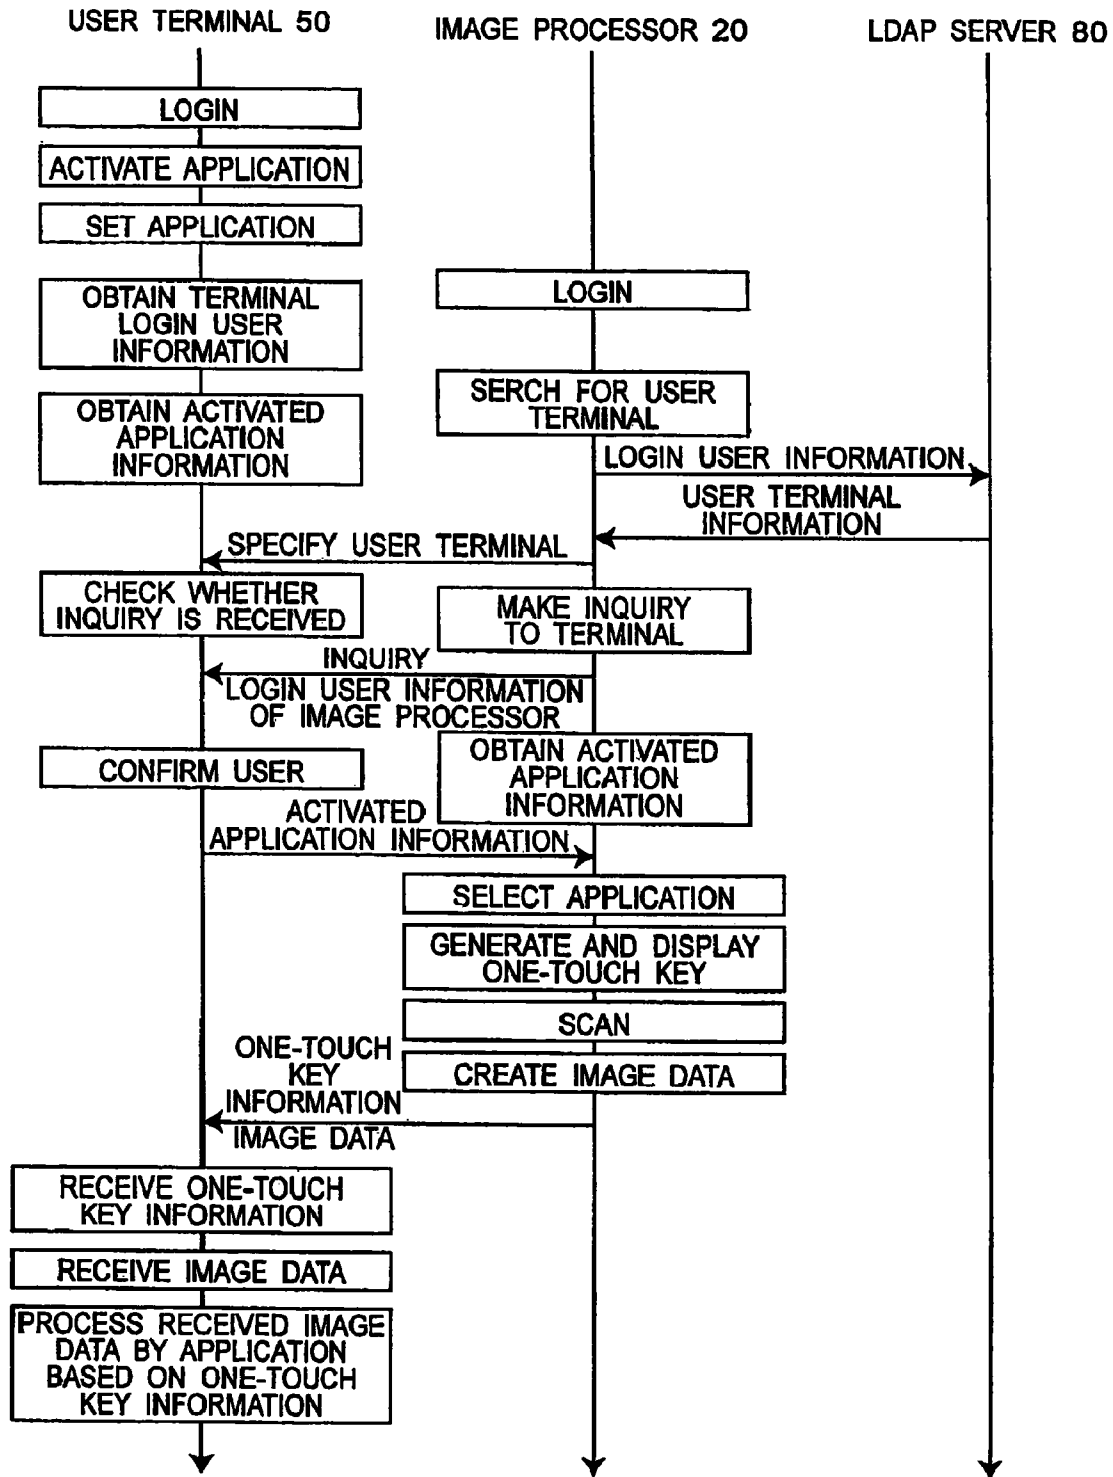 USER TERMINAL 50
IMAGE PROCESSOR 20
LDAP SERVER 80
LOGIN
ACTIVATE APPLICATION
SET APPLICATION
OBTAIN TERMINAL
LOGIN USER
INFORMATION
LOGIN
OBTAIN ACTIVATED
APPLICATION
INFORMATION
SERCH FOR USER
TERMINAL
LOGIN USER INFORMATION
USER TERMINAL
INFORMATION
SPECIFY USER TERMINAL
CHECK WHETHER
INQUIRY IS RECEIVED
MAKE INQUIRY
TO TERMINAL
INQUIRY
LOGIN USER INFORMATION
OF IMAGE PROCESSOR
CONFIRM USER
OBTAIN ACTIVATED
APPLICATION
INFORMATION
ACTIVATED
APPLICATION INFORMATION
SELECT APPLICATION
GENERATE AND DISPLAY
ONE-TOUCH KEY
SCAN
CREATE IMAGE DATA
ONE-TOUCH
KEY
INFORMATION
IMAGE DATA
RECEIVE ONE-TOUCH
KEY INFORMATION
RECEIVE IMAGE DATA
PROCESS RECEIVED IMAGE
DATA BY APPLICATION
BASED ON ONE-TOUCH
KEY INFORMATION